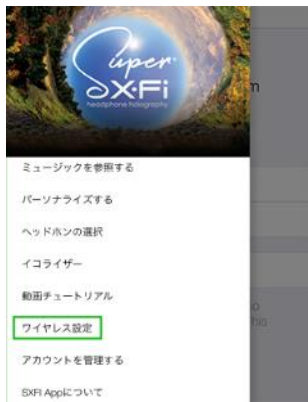 Super
X-Fi
headphone holography
m
ミュージックを参照する
パーソナライズする
ヘッドホンの選択
イコライザー
動画チュートリアル
ワイヤレス設定
アカウントを管理する
SXFI Appについて